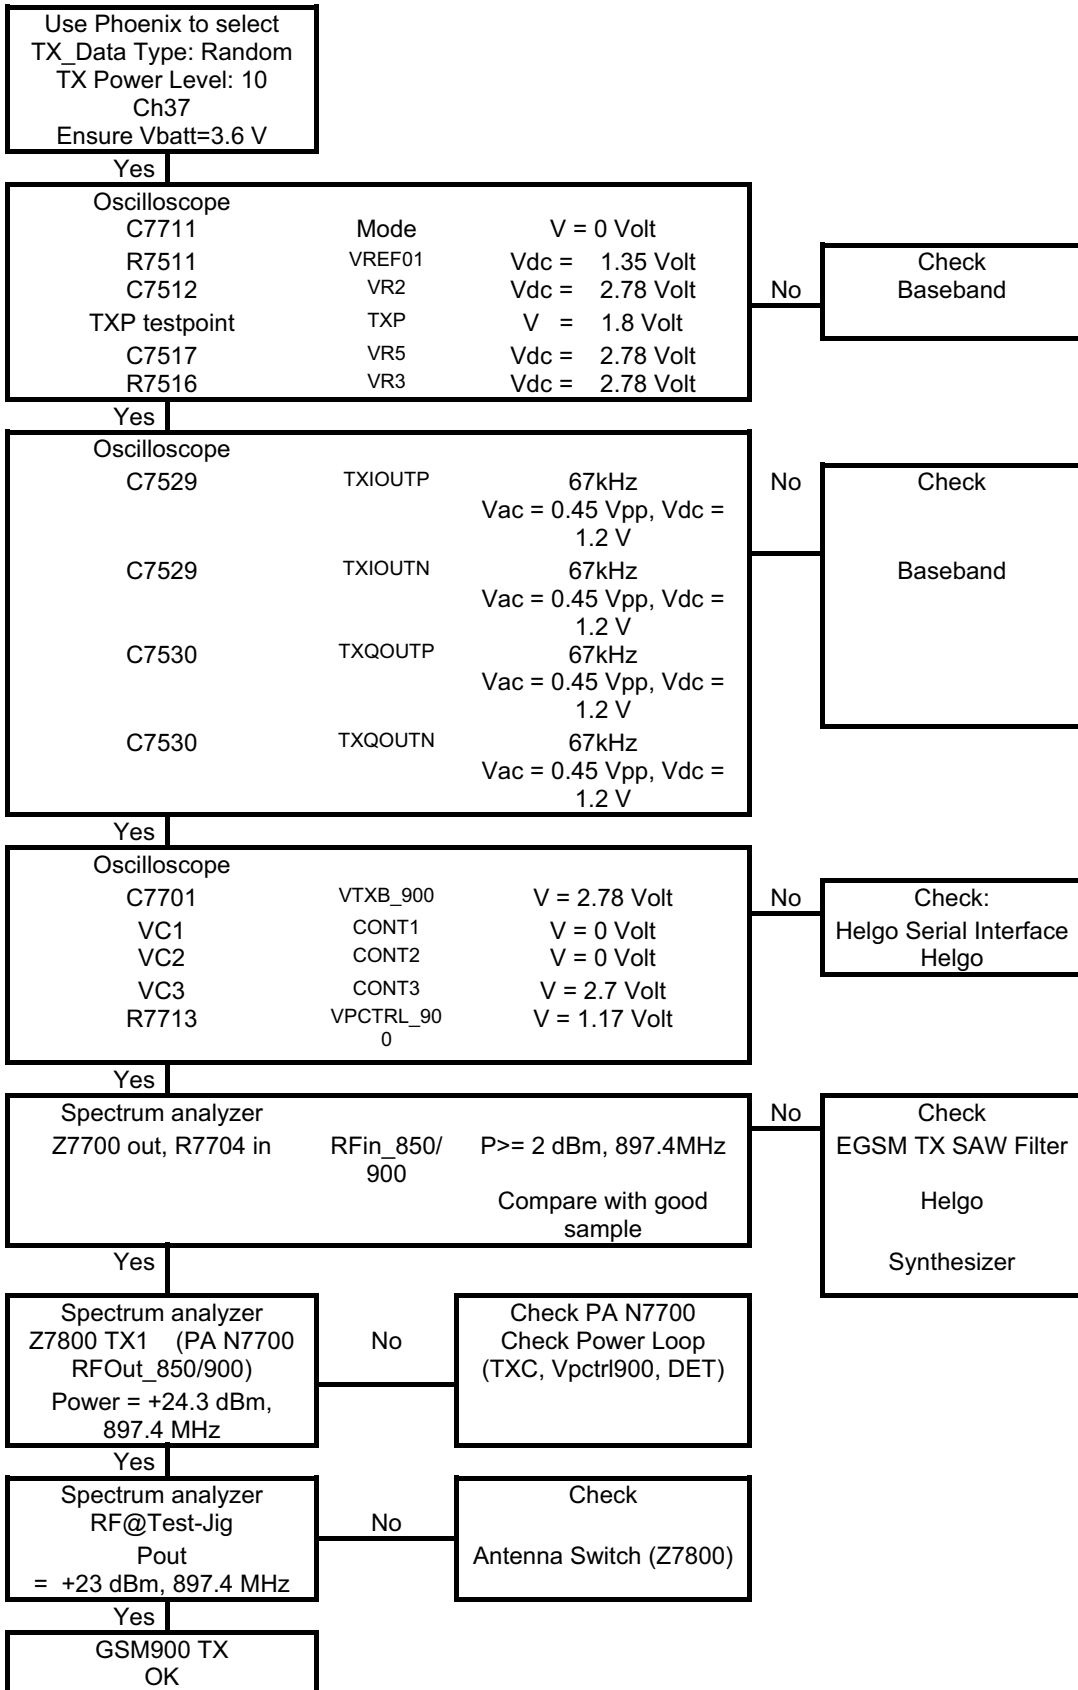 Use Phoenix to select
TX_Data Type: Random
TX Power Level: 10
Ch37
Ensure Vbatt=3.6 V
Yes
Oscilloscope
C7711 Mode V = 0 Volt
R7511 VREF01 Vdc = 1.35 Volt
C7512 VR2 Vdc = 2.78 Volt
TXP testpoint TXP V = 1.8 Volt
C7517 VR5 Vdc = 2.78 Volt
R7516 VR3 Vdc = 2.78 Volt
No
Check
Baseband
Yes
Oscilloscope
C7529 TXIOUTP 67kHz
Vac = 0.45 Vpp, Vdc =
1.2 V
C7529 TXIOUTN 67kHz
Vac = 0.45 Vpp, Vdc =
1.2 V
C7530 TXQOUTP 67kHz
Vac = 0.45 Vpp, Vdc =
1.2 V
C7530 TXQOUTN 67kHz
Vac = 0.45 Vpp, Vdc =
1.2 V
No
Check
Baseband
Yes
Oscilloscope
C7701 VTXB_900 V = 2.78 Volt
VC1 CONT1 V = 0 Volt
VC2 CONT2 V = 0 Volt
VC3 CONT3 V = 2.7 Volt
R7713 VPCTRL_90 V = 1.17 Volt
0
No
Check:
Helgo Serial Interface
Helgo
Yes
Spectrum analyzer
Z7700 out, R7704 in RFin_850/ P>= 2 dBm, 897.4MHz
900
Compare with good
sample
No
Check
EGSM TX SAW Filter
Helgo
Synthesizer
Yes
Spectrum analyzer
Z7800 TX1 (PA N7700
RFOut_850/900)
Power = +24.3 dBm,
897.4 MHz
No
Check PA N7700
Check Power Loop
(TXC, Vpctrl900, DET)
Yes
Spectrum analyzer
RF@Test-Jig
Pout
= +23 dBm, 897.4 MHz
No
Check
Antenna Switch (Z7800)
Yes
GSM900 TX
OK